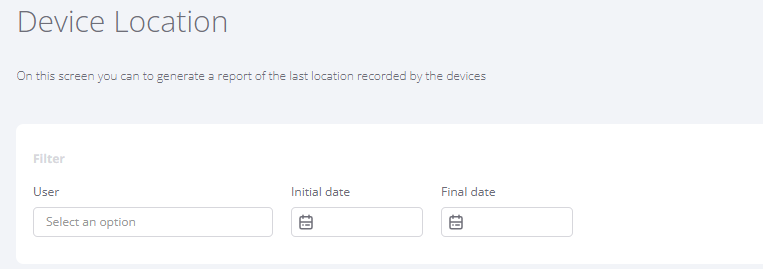 Device Location
On this screen you can to generate a report of the last location recorded by the devices
Filter
User Initial date Final date
Select an option